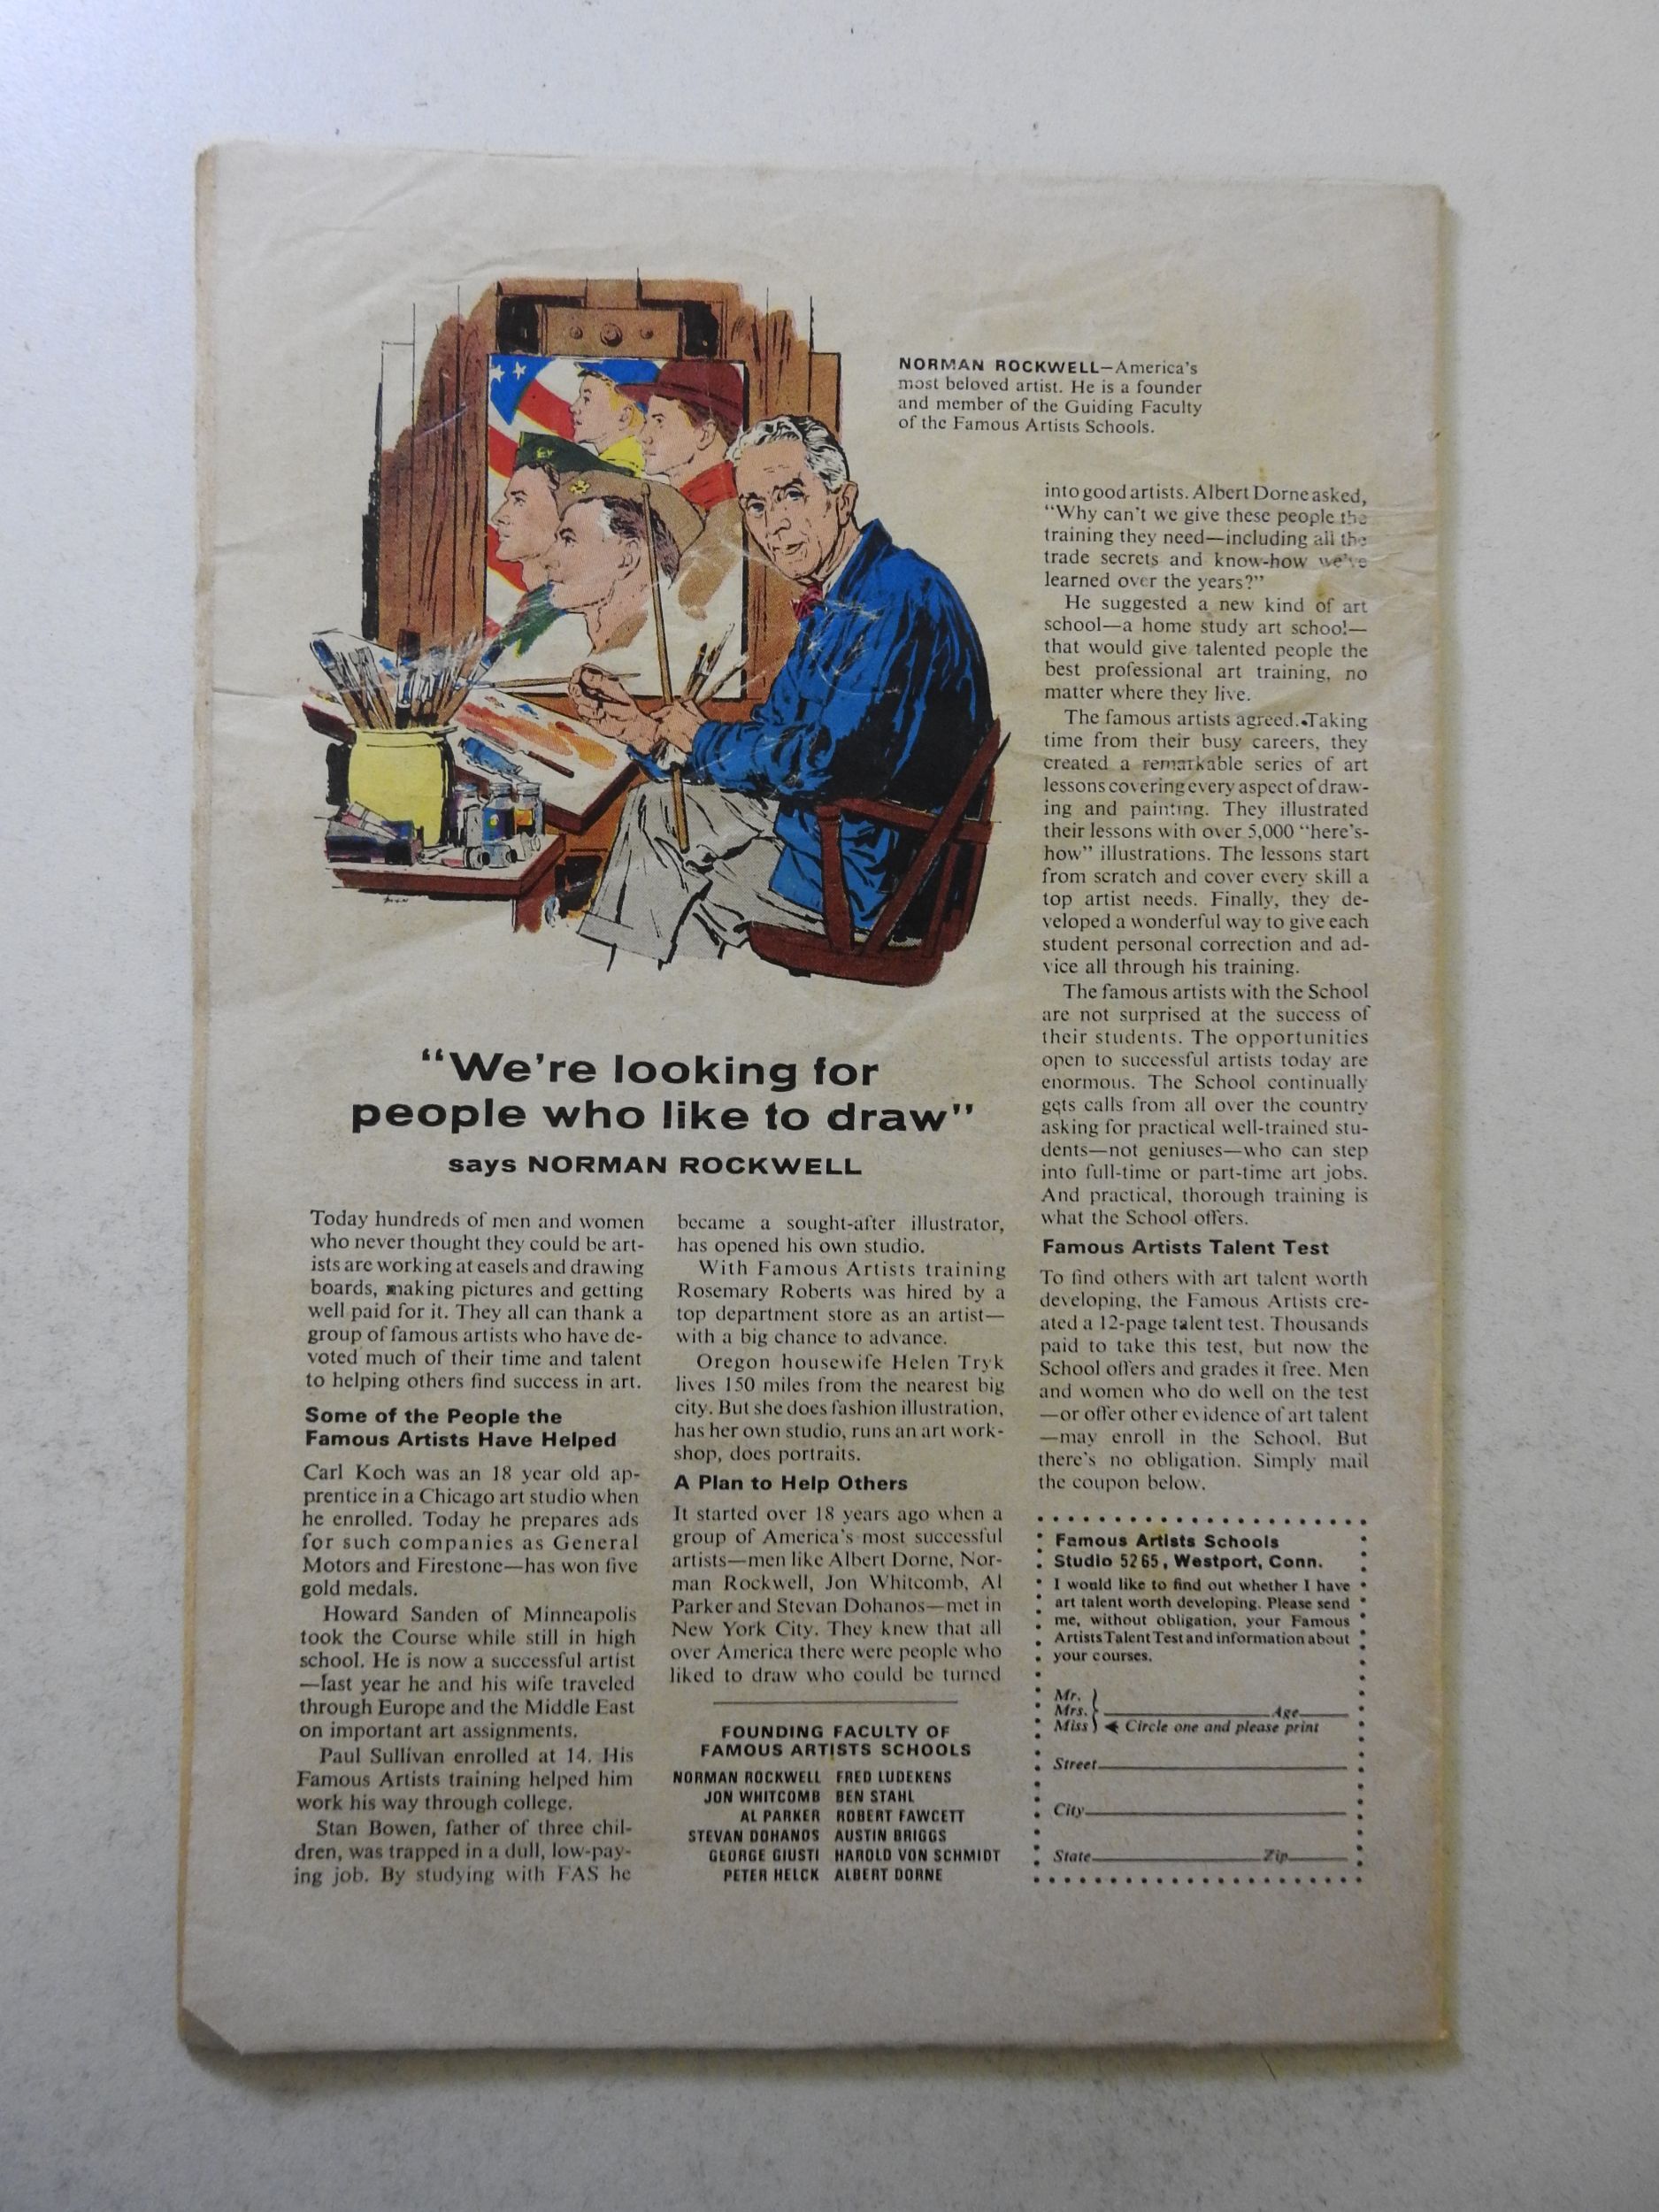 NORMAN ROCKWELL—America's
most beloved artist. He is a founder
and member of the Guiding Faculty
of the Famous Artists Schools.
"We're looking for
people who like to draw"
says NORMAN ROCKWELL
Today hundreds of men and women
who never thought they could be art-
ists are working at easels and drawing
boards, making pictures and getting
well paid for it. They all can thank a
group of famous artists who have de-
voted much of their time and talent
to helping others find success in art.
Some of the People the
Famous Artists Have Helped
Carl Koch was an 18 year old ap-
prentice in a Chicago art studio when
he enrolled. Today he prepares ads
for such companies as General
Motors and Firestone—has won five
gold medals.
Howard Sanden of Minneapolis
took the Course while still in high
school. He is now a successful artist
—last year he and his wife traveled
through Europe and the Middle East
on important art assignments.
Paul Sullivan enrolled at 14. His
Famous Artists training helped him
work his way through college.
Stan Bowen, father of three chil-
dren, was trapped in a dull, low-pay-
ing job. By studying with FAS he
became a sought-after illustrator,
has opened his own studio.
With Famous Artists training
Rosemary Roberts was hired by a
top department store as an artist—
with a big chance to advance.
Oregon housewife Helen Tryk
lives 150 miles from the nearest big
city. But she does fashion illustration,
has her own studio, runs an art work-
shop, does portraits.
A Plan to Help Others
It started over 18 years ago when a
group of America's most successful
artists—men like Albert Dorne, Nor-
man Rockwell, Jon Whitcomb, Al
Parker and Stevan Dohanos—met in
New York City. They knew that all
over America there were people who
liked to draw who could be turned
into good artists. Albert Dorne asked,
"Why can't we give these people the
training they need—including all the
trade secrets and know-how we've
learned over the years?"
He suggested a new kind of art
school—a home study art school—
that would give talented people the
best professional art training, no
matter where they live.
The famous artists agreed. Taking
time from their busy careers, they
created a remarkable series of art
lessons covering every aspect of draw-
ing and painting. They illustrated
their lessons with over 5,000 "here's-
how" illustrations. The lessons start
from scratch and cover every skill a
top artist needs. Finally, they de-
veloped a wonderful way to give each
student personal correction and ad-
vice all through his training.
The famous artists with the School
are not surprised at the success of
their students. The opportunities
open to successful artists today are
enormous. The School continually
gets calls from all over the country
asking for practical well-trained stu-
dents—not geniuses—who can step
into full-time or part-time art jobs.
And practical, thorough training is
what the School offers.
Famous Artists Talent Test
To find others with art talent worth
developing, the Famous Artists cre-
ated a 12-page talent test. Thousands
paid to take this test, but now the
School offers and grades it free. Men
and women who do well on the test
—or offer other evidence of art talent
—may enroll in the School. But
there's no obligation. Simply mail
the coupon below.
FOUNDING FACULTY OF
FAMOUS ARTISTS SCHOOLS
NORMAN ROCKWELL FRED LUDEKENS
JON WHITCOMB BEN STAHL
AL PARKER ROBERT FAWCETT
STEVAN DOHANOS AUSTIN BRIGGS
GEORGE GIUSTI HAROLD VON SCHMIDT
PETER HELCK ALBERT DORNE
Famous Artists Schools
Studio 5265, Westport, Conn.
I would like to find out whether I have
art talent worth developing. Please send
me, without obligation, your Famous
Artists Talent Test and information about
your courses.
Mr.
Mrs. Age
Miss Circle one and please print
Street
City
State Zip